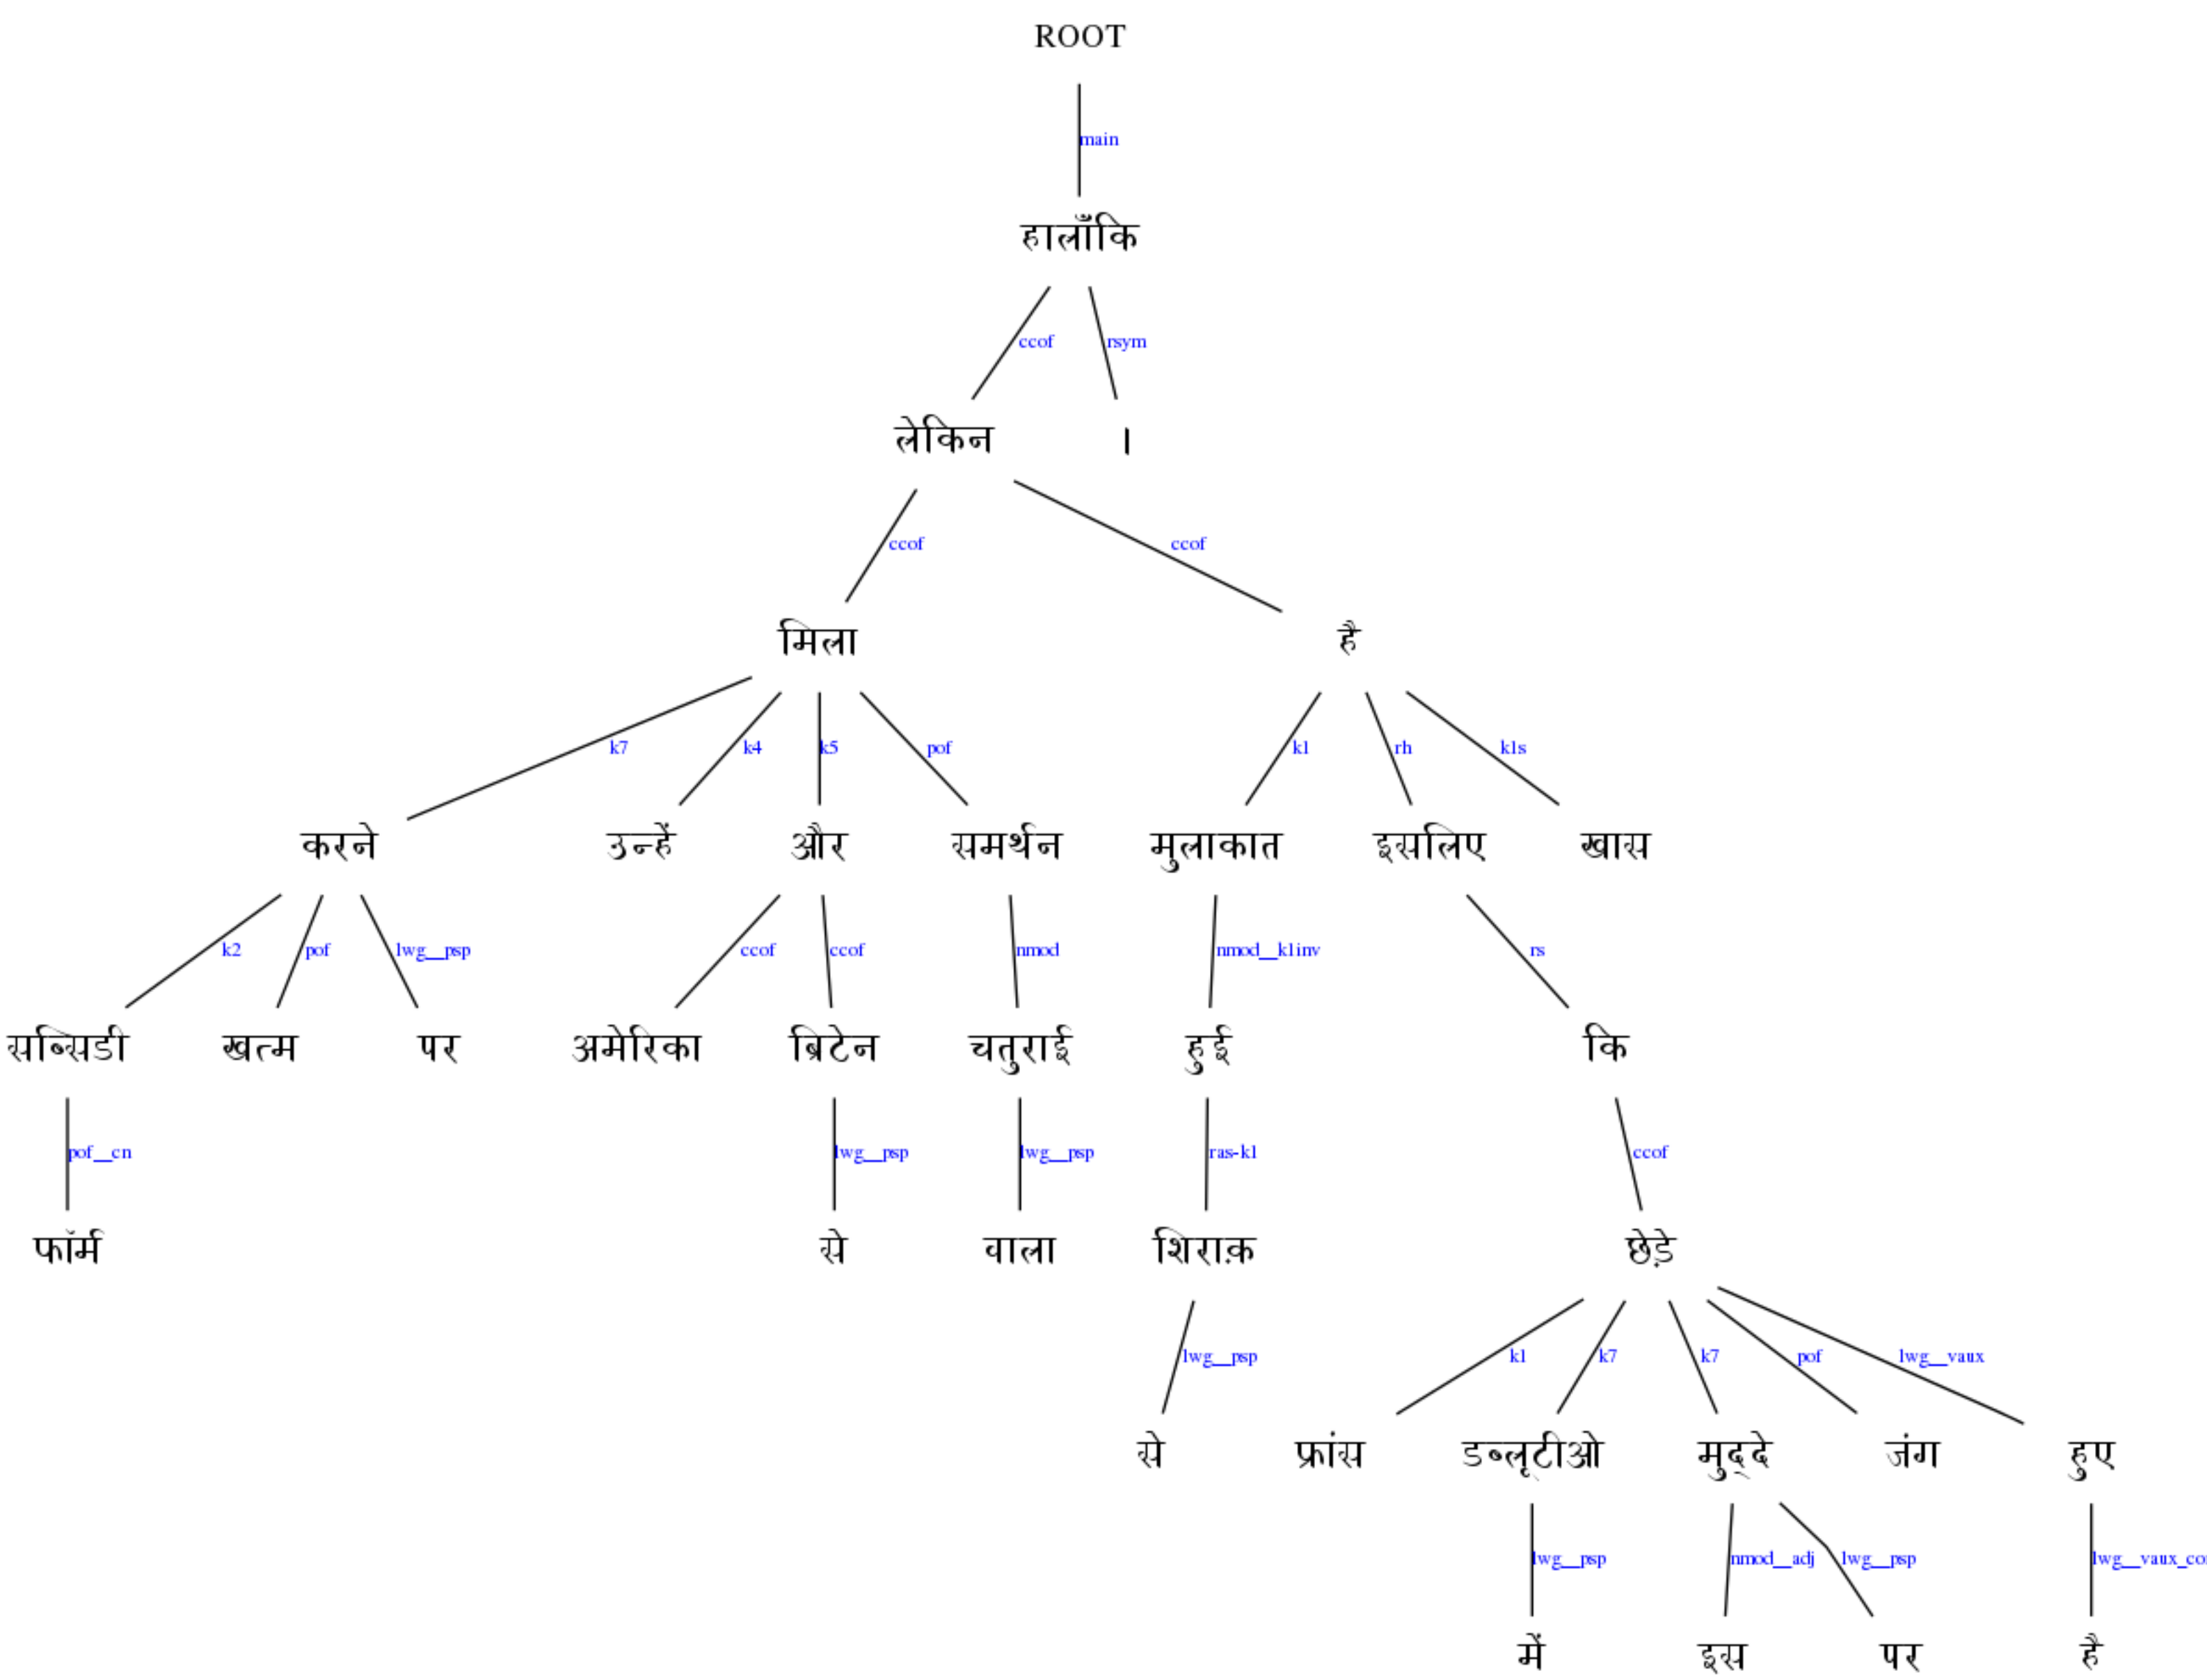 ROOT
main
हालाँकि
ccof rsym
लेकिन ।
ccof ccof
मिला है
k7 k4 k5 pof k1 rh k1s
करने उन्हें और समर्थन मुलाकात इसलिए खास
k2 pof lwg__psp ccof ccof nmod nmod__k1inv rs
सब्सिडी खत्म पर अमेरिका ब्रिटेन चतुराई हुई कि
pof__cn lwg__psp lwg__psp ras-k1 ccof
फॉर्म से वाला शिराक़ छेड़े
lwg__psp k1 k7 k7 pof lwg__vaux
से फ्रांस डब्लूटीओ मुद्दे जंग हुए
lwg__psp nmod__adj lwg__psp lwg__vaux_co
में इस पर है